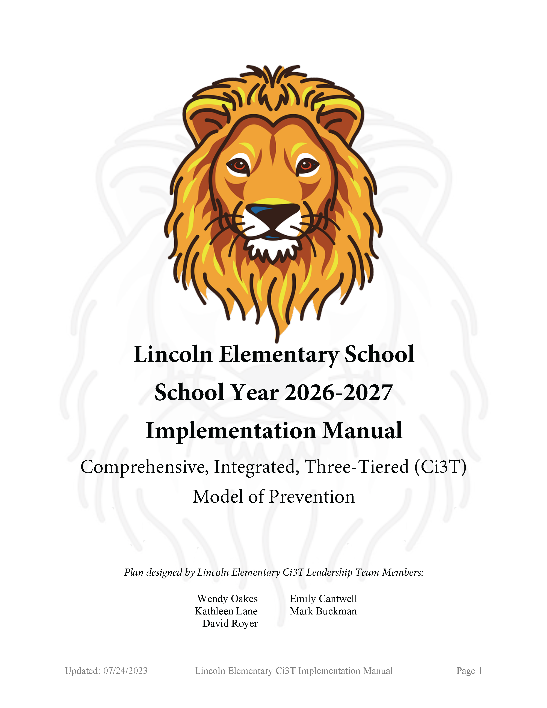 Lincoln Elementary School
School Year 2026-2027
Implementation Manual
Comprehensive, Integrated, Three-Tiered (Ci3T)
Model of Prevention
Plan designed by Lincoln Elementary Ci3T Leadership Team Members:
Wendy Oakes Emily Cantwell
Kathleen Lane Mark Buckman
David Royer
Updated: 07/24/2023 Lincoln Elementary Ci3T Implementation Manual Page 1